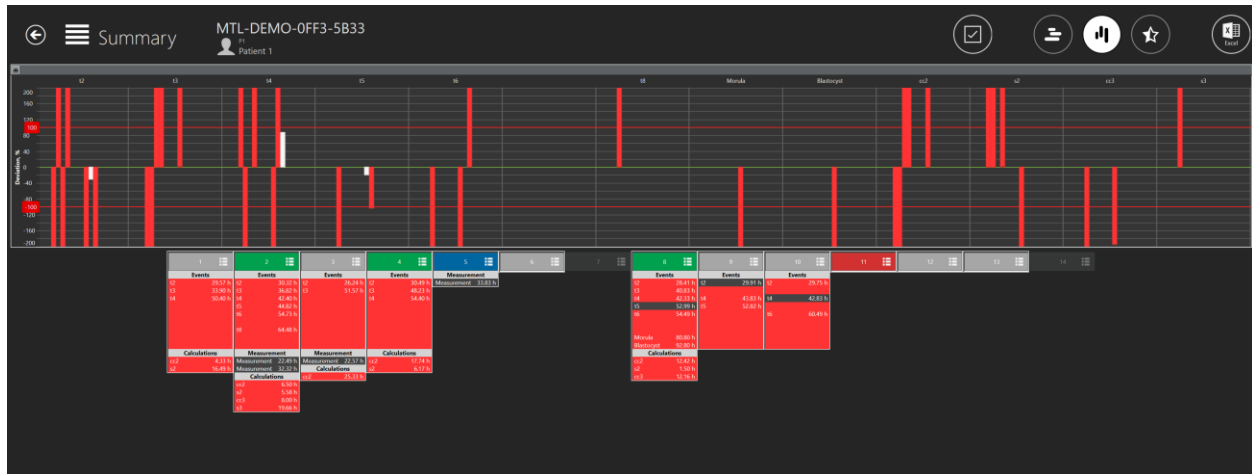 Summary
MTL-DEMO-0FF3-5B33
P1
Patient 1
Excel
t2 t3 t4 t5 t6 t8 Morula Blastocyst cc2 s2 cc3 s3
Deviation, %
200
160
120
100
80
40
0
-40
-80
-100
-120
-160
-200
1 2 3 4 5 6 7 8 9 10 11 12 13 14
Events
t2 29.57 h
t3 33.90 h
t4 50.40 h
Calculations
cc2 4.33 h
s2 16.49 h
Events
t2 30.32 h
t3 36.82 h
t4 42.40 h
t5 44.82 h
t6 54.73 h
t8 64.48 h
Measurement
Measurement 22.49 h
Measurement 32.32 h
Calculations
cc2 6.50 h
s2 5.58 h
cc3 8.00 h
s3 19.66 h
Events
t2 26.24 h
t3 51.57 h
Measurement
Measurement 22.57 h
Calculations
cc2 25.33 h
Events
t2 30.49 h
t3 48.23 h
t4 54.40 h
Calculations
cc2 17.74 h
s2 6.17 h
Measurement
Measurement 33.83 h
Events
t2 28.41 h
t3 40.83 h
t4 42.33 h
t5 52.99 h
t6 54.49 h
Morula 80.80 h
Blastocyst 92.80 h
Calculations
cc2 12.42 h
s2 1.50 h
cc3 12.16 h
Events
t2 29.91 h
t4 43.83 h
t5 52.82 h
Events
t2 29.75 h
t4 42.83 h
t6 60.49 h